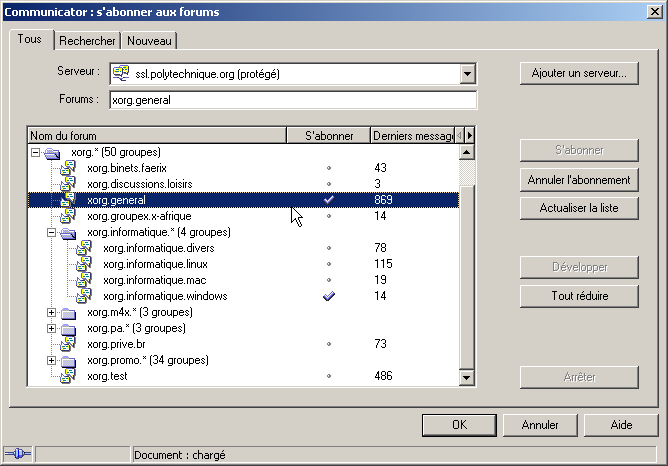 Communicator : s'abonner aux forums
Tous Rechercher Nouveau
Serveur : ssl.polytechnique.org (protégé) Ajouter un serveur...
Forums : xorg.general
Nom du forum S'abonner Derniers message
xorg.* (50 groupes) S'abonner
xorg.binets.faerix 43
xorg.discussions.loisirs 3 Annuler l'abonnement
xorg.general 869
xorg.groupex.x-afrique 14 Actualiser la liste
xorg.informatique.* (4 groupes)
xorg.informatique.divers 78
xorg.informatique.linux 115 Développer
xorg.informatique.mac 19
xorg.informatique.windows 14 Tout réduire
xorg.m4x.* (3 groupes)
xorg.pa.* (3 groupes)
xorg.prive.br 73
xorg.promo.* (34 groupes)
xorg.test 486 Arrêter
OK Annuler Aide
Document : chargé